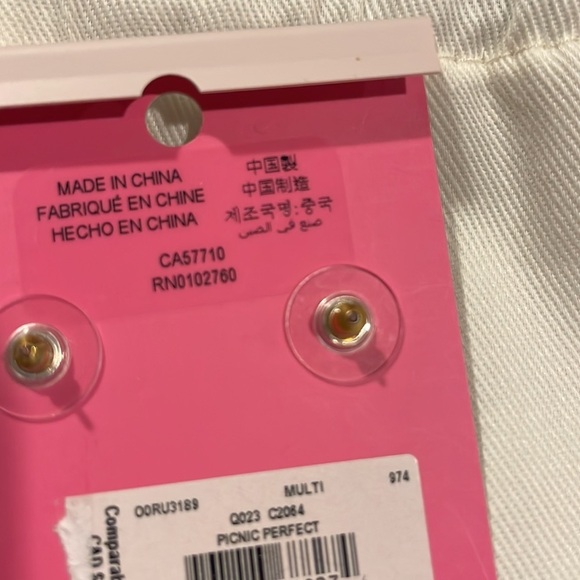 MADE IN CHINA
FABRIQUÉ EN CHINE
HECHO EN CHINA
中国製
中国制造
제조국명:중국
صنع في الصين
CA57710
RN0102760
O0RU3189
MULTI
974
Q023 C2064
PICNIC PERFECT
Comparat